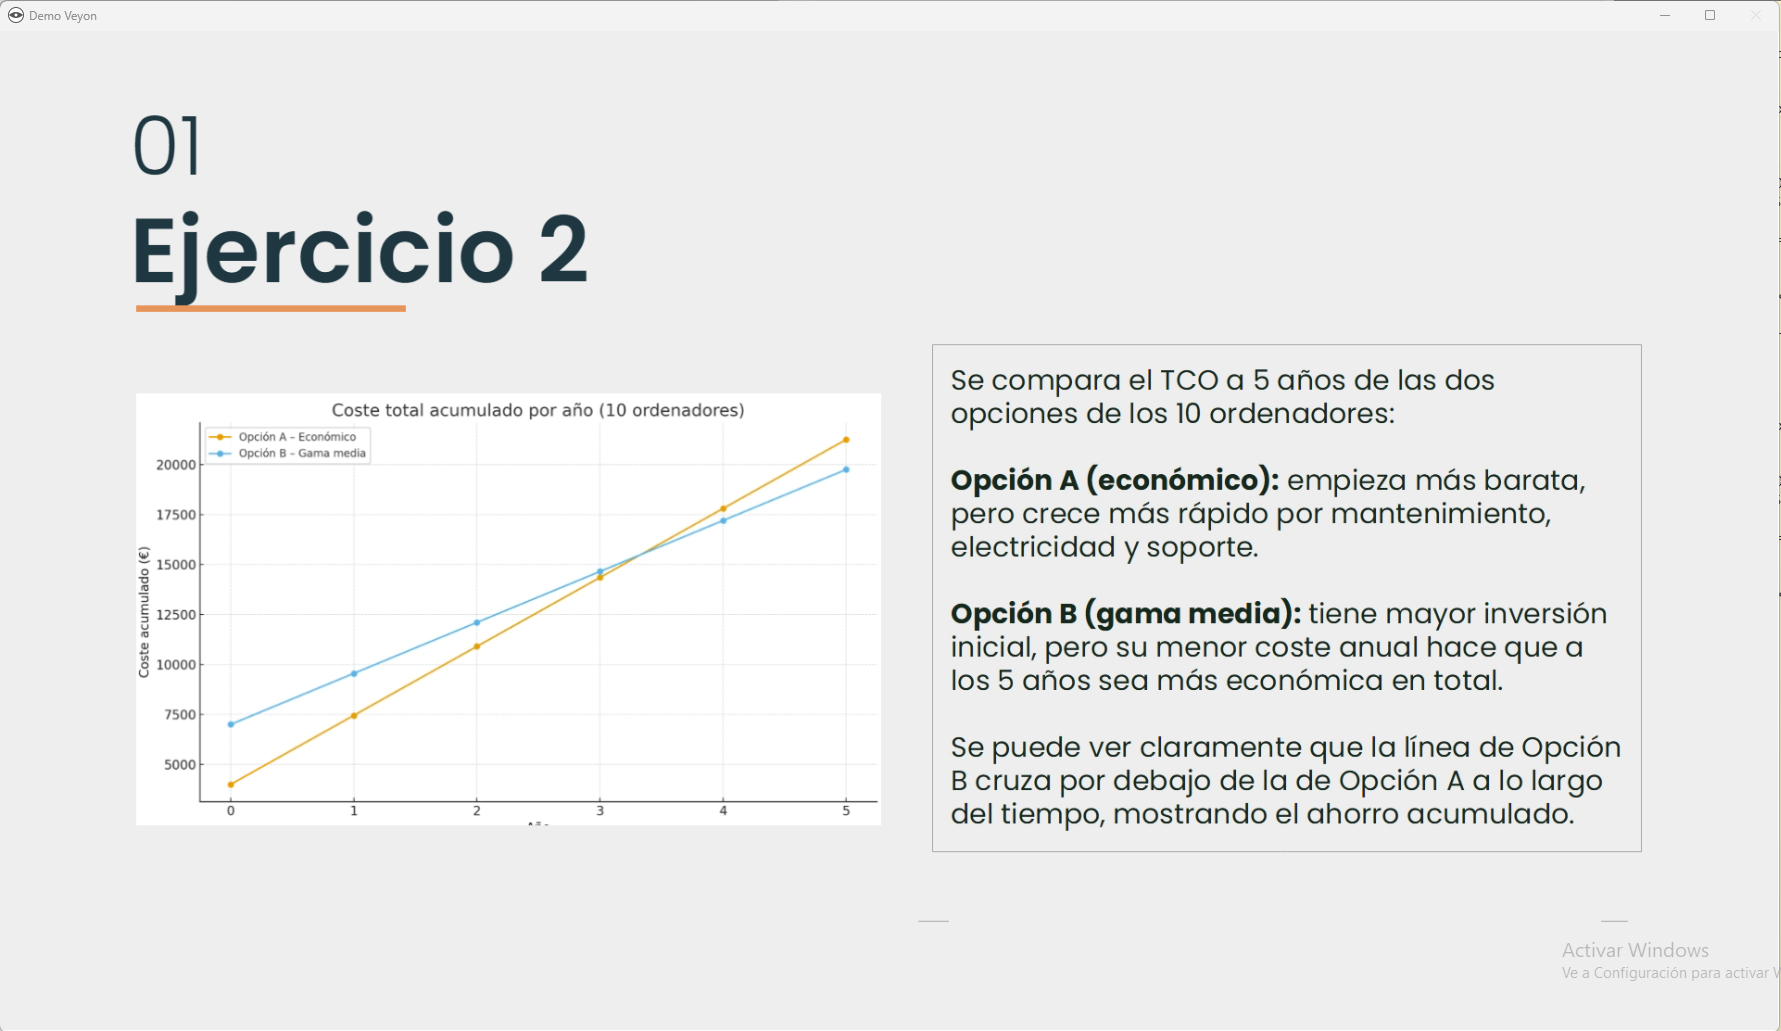 Demo Veyon
01
Ejercicio 2
Coste total acumulado por año (10 ordenadores)
Opción A – Económico
Opción B – Gama media
Coste acumulado (€)
20000
17500
15000
12500
10000
7500
5000
0 1 2 3 4 5
Se compara el TCO a 5 años de las dos
opciones de los 10 ordenadores:
Opción A (económico): empieza más barata,
pero crece más rápido por mantenimiento,
electricidad y soporte.
Opción B (gama media): tiene mayor inversión
inicial, pero su menor coste anual hace que a
los 5 años sea más económica en total.
Se puede ver claramente que la línea de Opción
B cruza por debajo de la de Opción A a lo largo
del tiempo, mostrando el ahorro acumulado.
Activar Windows
Ve a Configuración para activar